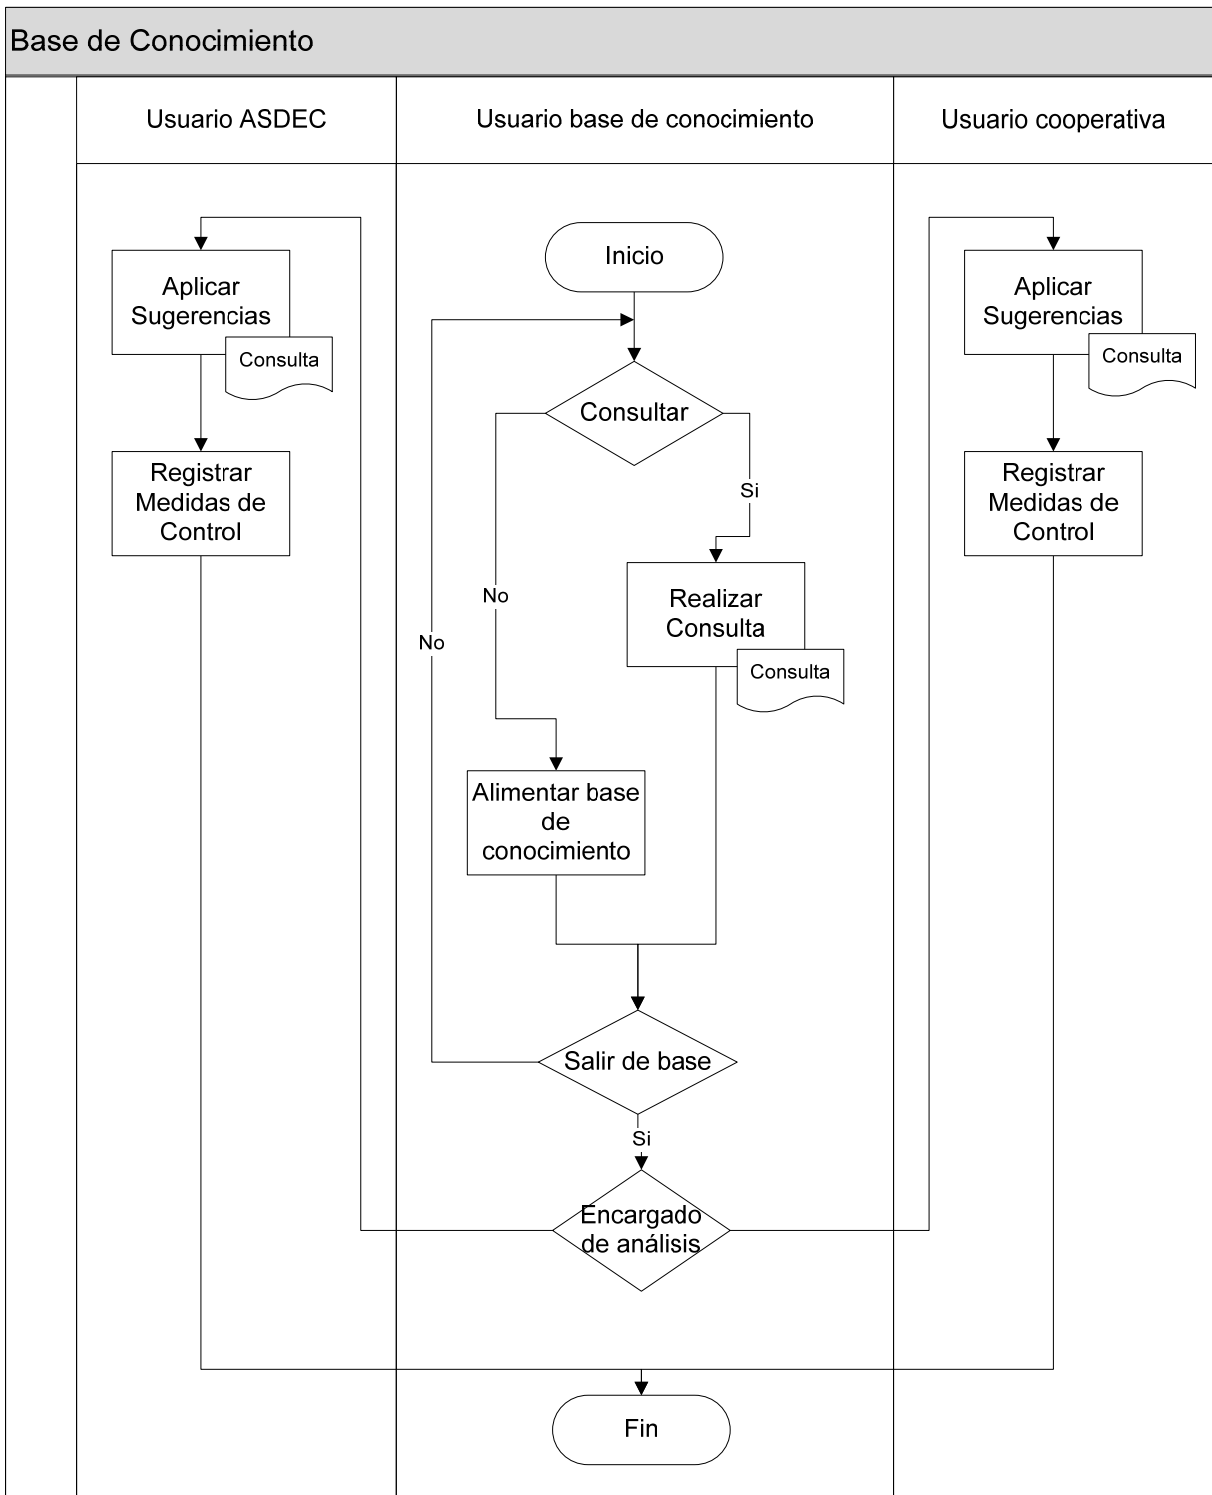 Base de Conocimiento
Usuario ASDEC
Usuario base de conocimiento
Usuario cooperativa
Aplicar
Sugerencias
Consulta
Registrar
Medidas de
Control
Inicio
Consultar
Si
No
No
Realizar
Consulta
Consulta
Alimentar base
de
conocimiento
Salir de base
Si
Encargado
de análisis
Fin
Aplicar
Sugerencias
Consulta
Registrar
Medidas de
Control